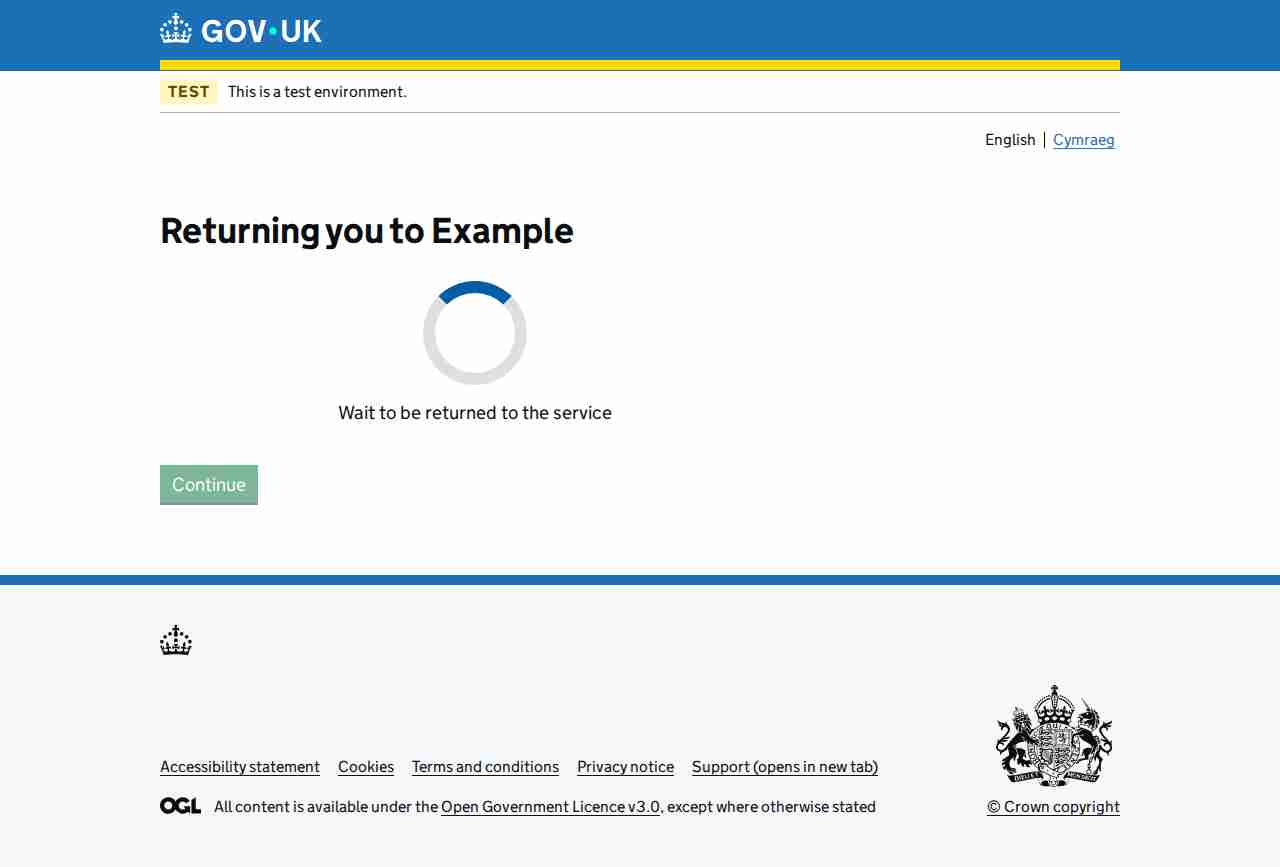 GOV·UK
TEST This is a test environment.
English Cymraeg
Returning you to Example
Wait to be returned to the service
Continue
Accessibility statement Cookies Terms and conditions Privacy notice Support (opens in new tab)
OGL All content is available under the Open Government Licence v3.0, except where otherwise stated
© Crown copyright